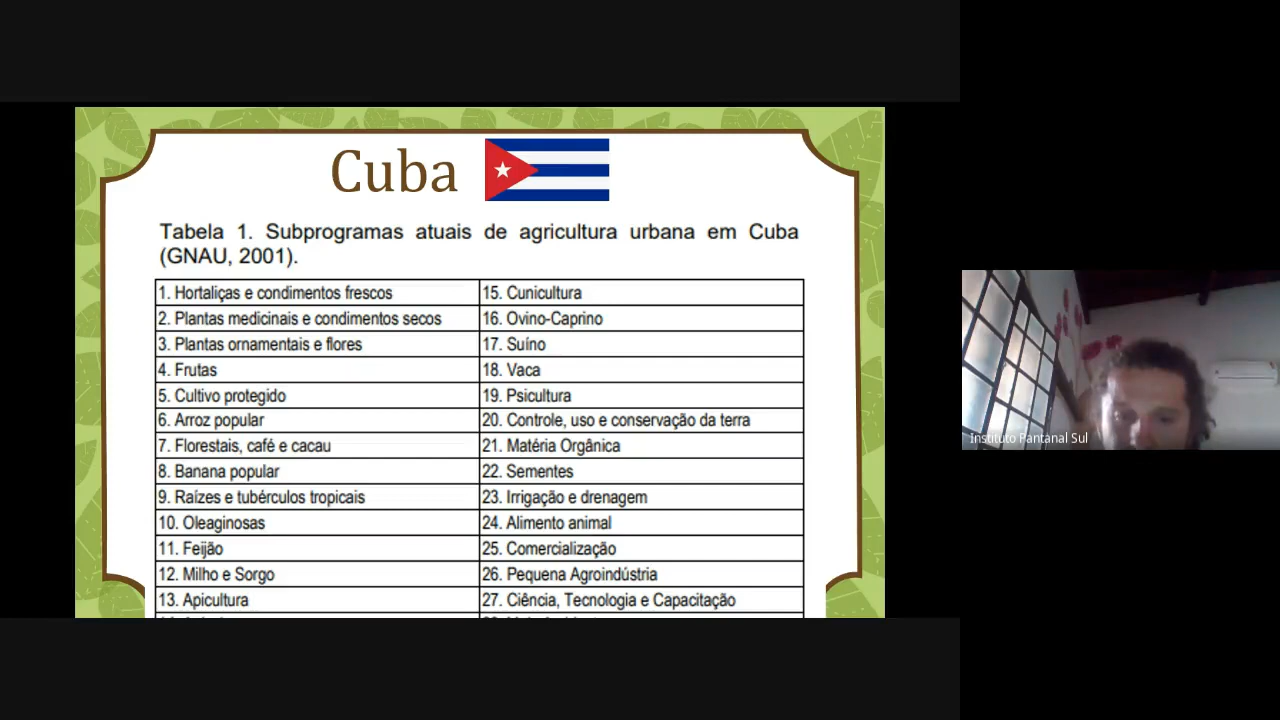 Cuba
Tabela 1. Subprogramas atuais de agricultura urbana em Cuba
(GNAU, 2001).
1. Hortaliças e condimentos frescos
15. Cunicultura
2. Plantas medicinais e condimentos secos
16. Ovino-Caprino
3. Plantas ornamentais e flores
17. Suíno
4. Frutas
18. Vaca
5. Cultivo protegido
19. Psicultura
6. Arroz popular
20. Controle, uso e conservação da terra
7. Florestais, café e cacau
21. Matéria Orgânica
8. Banana popular
22. Sementes
9. Raízes e tubérculos tropicais
23. Irrigação e drenagem
10. Oleaginosas
24. Alimento animal
11. Feijão
25. Comercialização
12. Milho e Sorgo
26. Pequena Agroindústria
13. Apicultura
27. Ciência, Tecnologia e Capacitação
Instituto Pantanal Sul